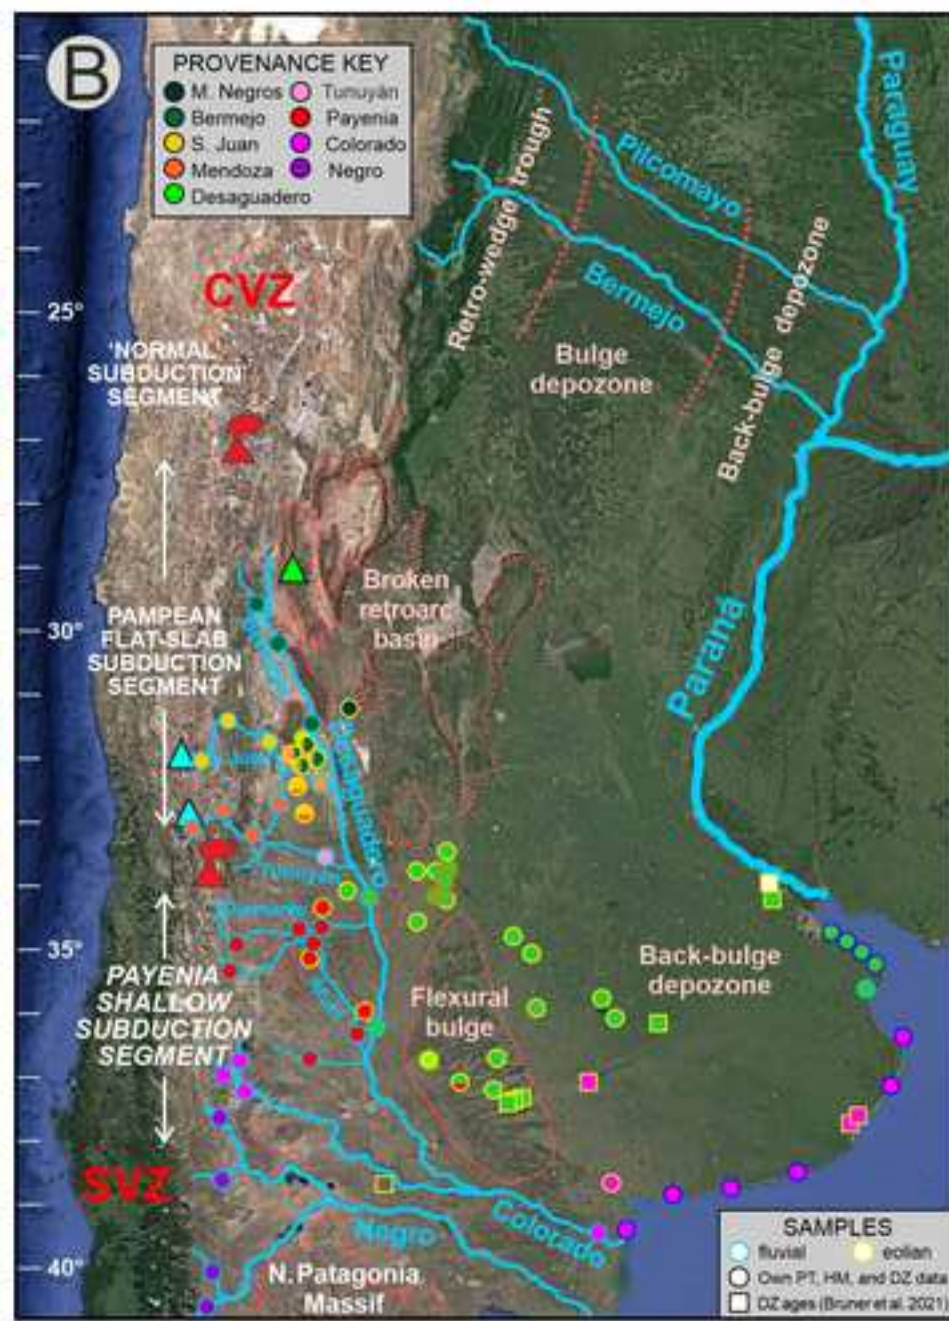 B
PROVENANCE KEY
M. Negros
Tunuyán
Bermejo
Payenia
S. Juan
Colorado
Mendoza
Negro
Desaguadero
Paraguay
Pilcomayo
Retro-wedge trough
Bermejo
Back-bulge depozone
CVZ
25°
'NORMAL'
SUBDUCTION
SEGMENT
Bulge
depozone
Broken
retroarc
basin
30°
PAMPEAN
FLAT-SLAB
SUBDUCTION
SEGMENT
Paraná
Desaguadero
Tunuyán
Diamante
35°
PAYENIA
SHALLOW
SUBDUCTION
SEGMENT
Back-bulge
depozone
Flexural
bulge
SVZ
Negro
Colorado
40°
N. Patagonia
Massif
SAMPLES
fluvial
eolian
Own PT, HM, and DZ data
DZ ages (Bruner et al. 2021)